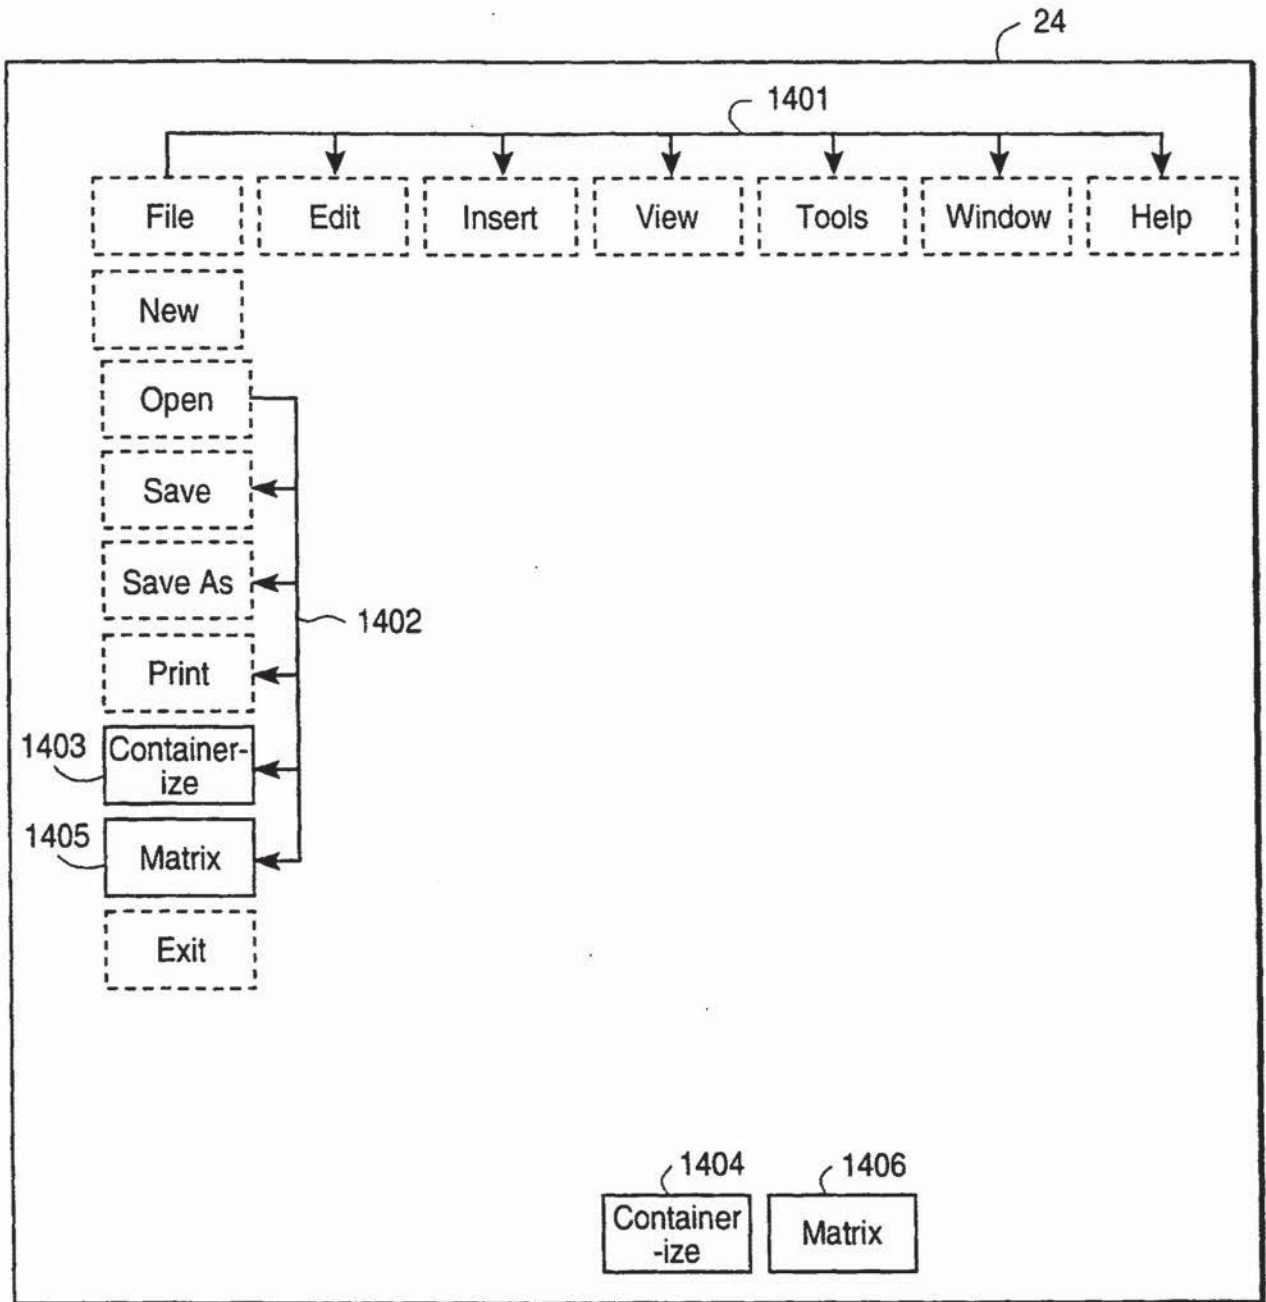 24
1401
File Edit Insert View Tools Window Help
New
Open
Save
Save As
1402
Print
1403
Container-
ize
1405
Matrix
Exit
1404
1406
Container
-ize
Matrix